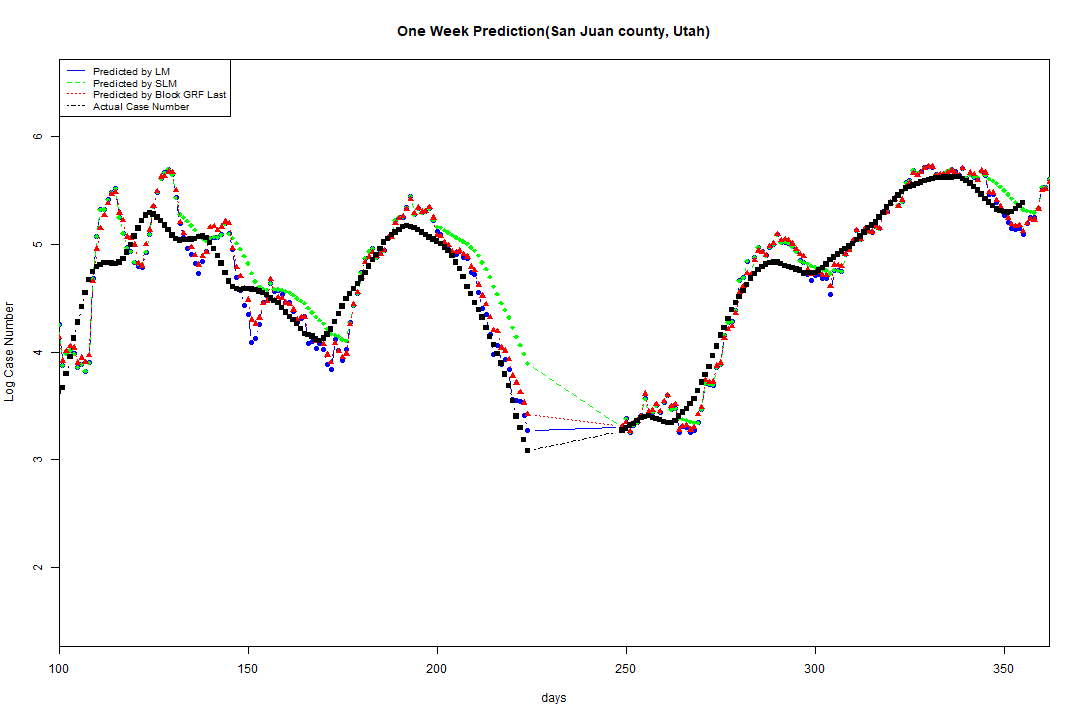 One Week Prediction(San Juan county, Utah)
Predicted by LM
Predicted by SLM
Predicted by Block GRF Last
Actual Case Number
6
5
4
3
2
Log Case Number
100 150 200 250 300 350
days